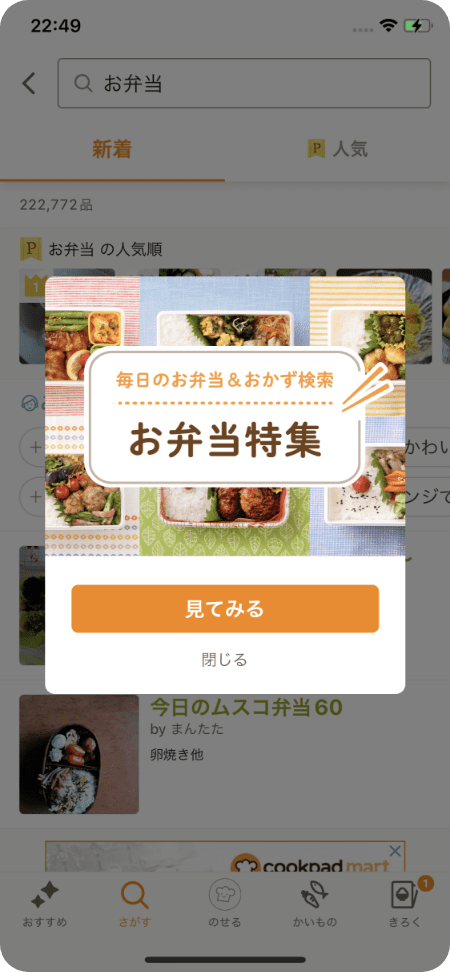 22:49
お弁当
新着
P 人気
222,772品
P お弁当 の人気順
1
毎日のお弁当＆おかず検索
お弁当特集
かわい
ンジで
見てみる
閉じる
今日のムスコ弁当60
by まんたた
卵焼き他
cookpad mart
おすすめ
さがす
のせる
かいもの
きろく
1